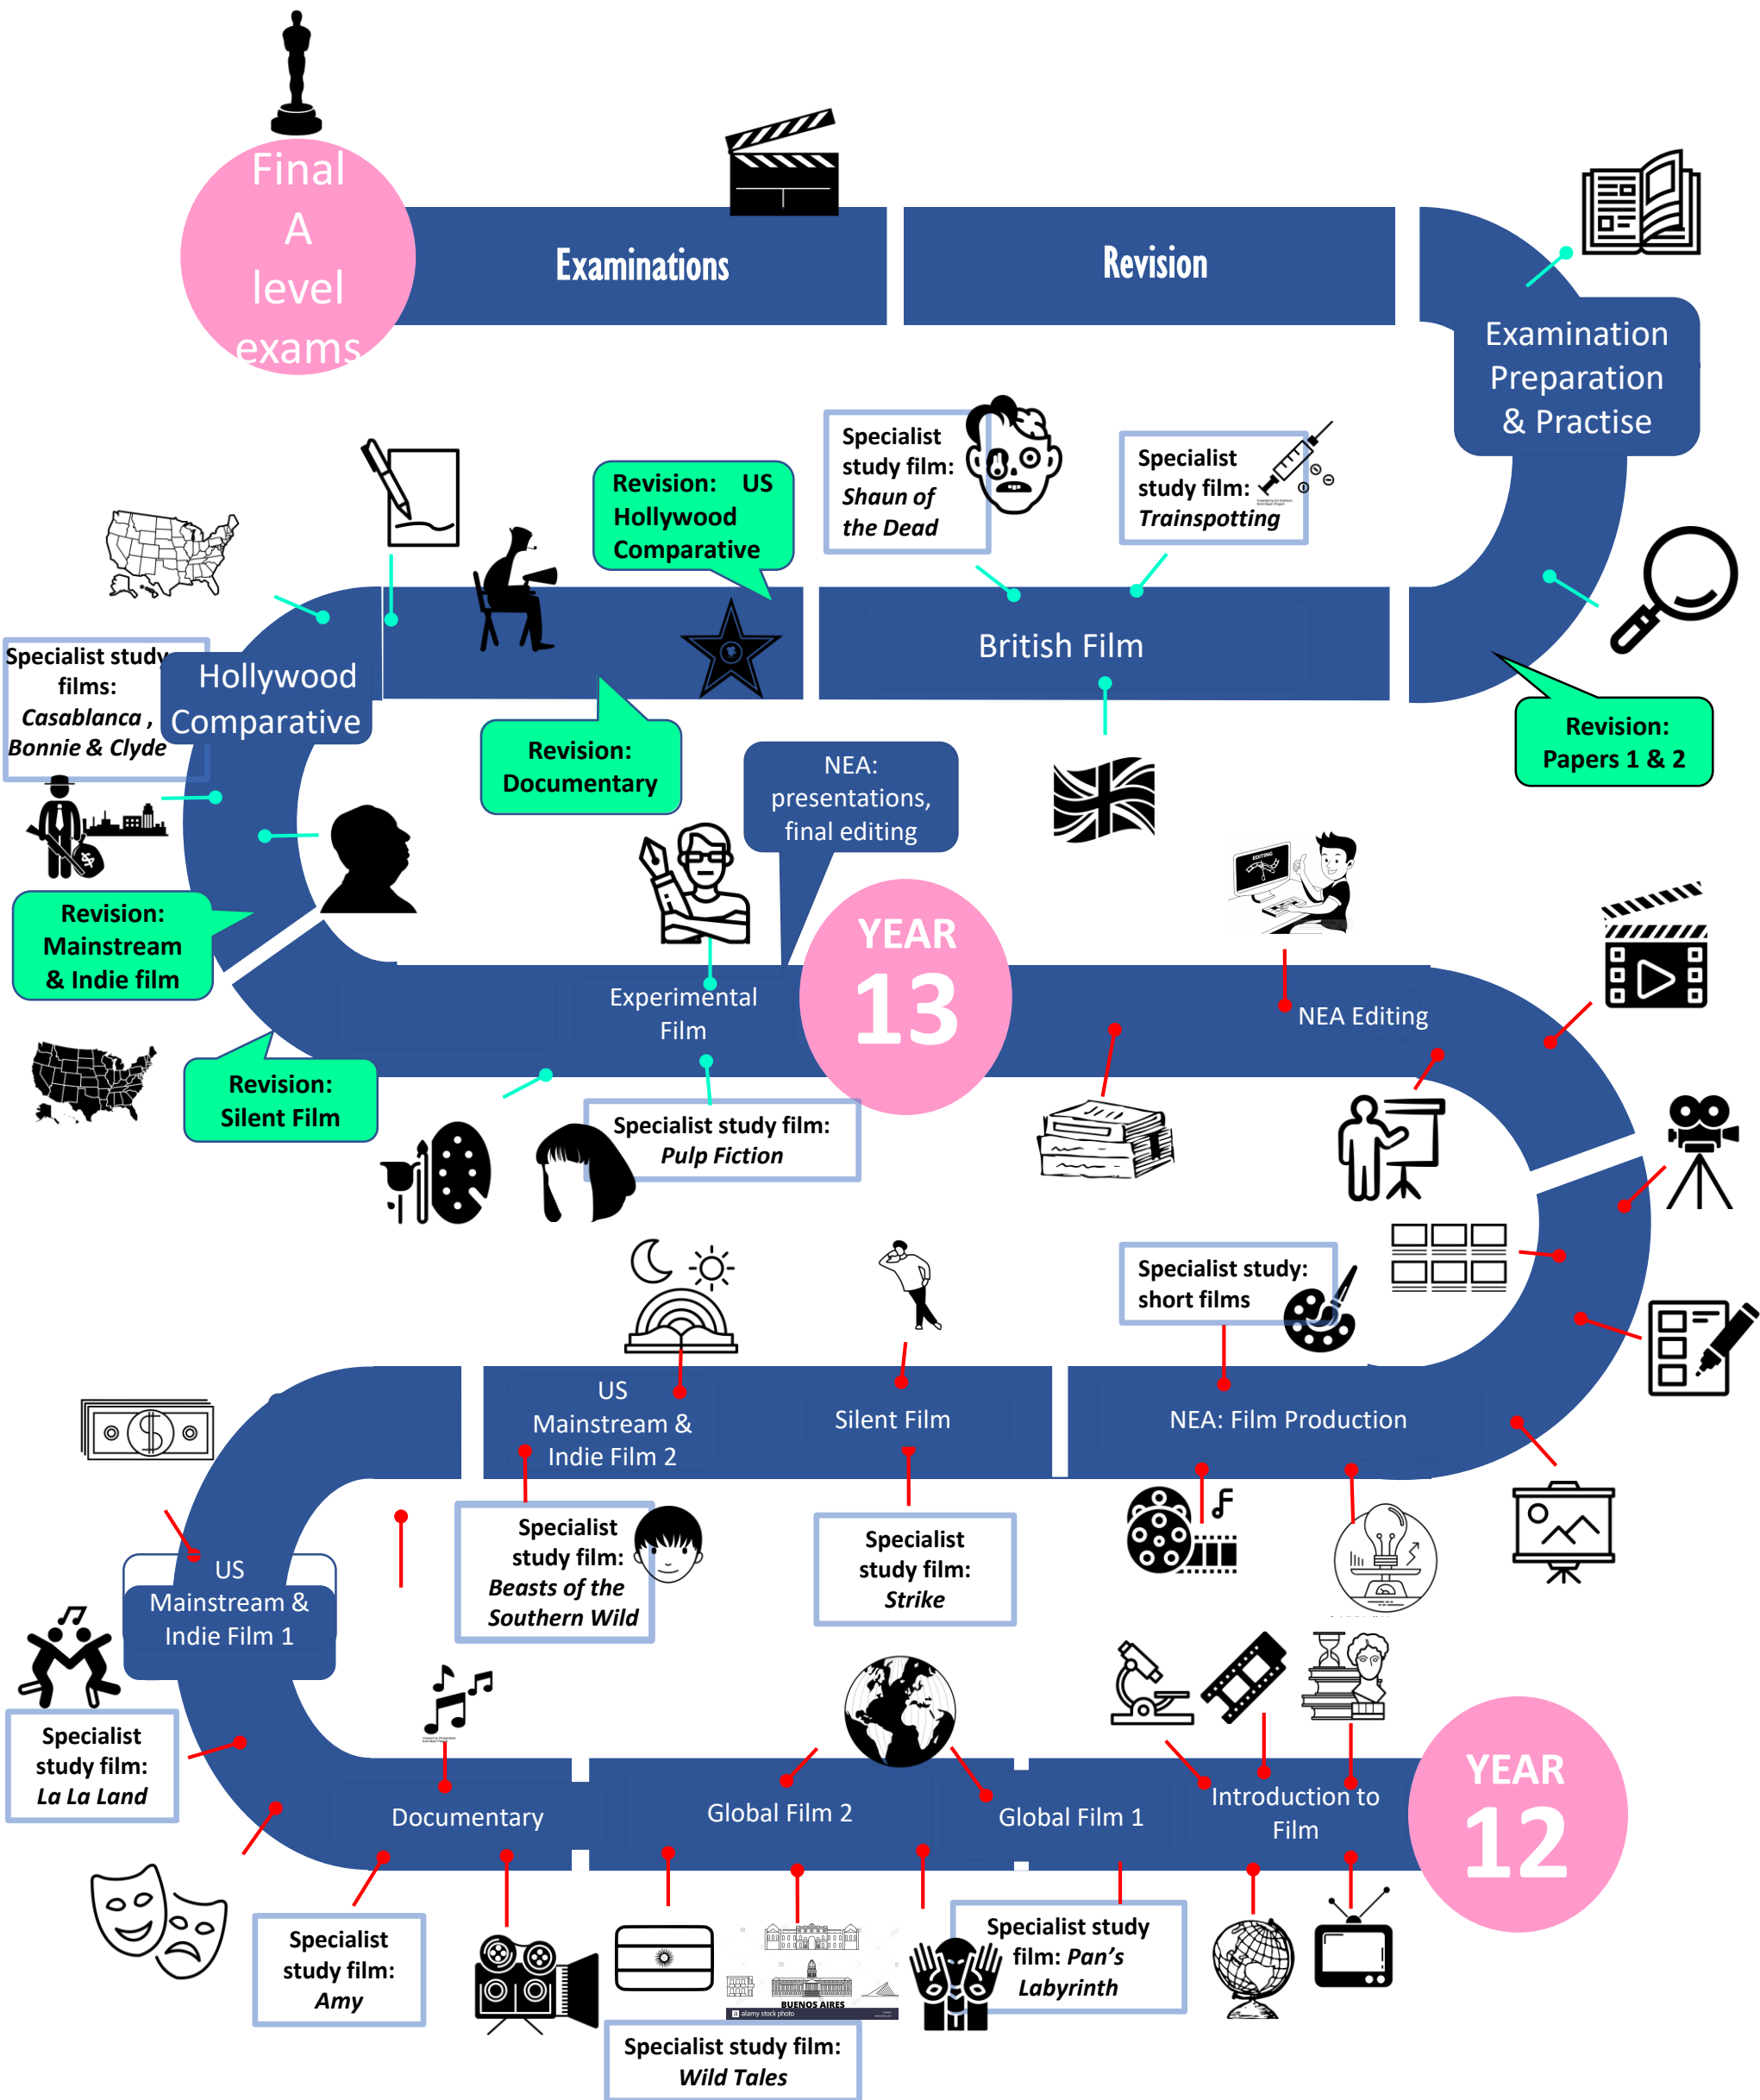 Final
A
level
exams
Examinations
Revision
Examination
Preparation
& Practise
Specialist
study film:
Shaun of
the Dead
Specialist
study film:
Trainspotting
Revision: US
Hollywood
Comparative
British Film
Specialist study
films:
Casablanca ,
Bonnie & Clyde
Hollywood
Comparative
Revision:
Documentary
NEA:
presentations,
final editing
Revision:
Papers 1 & 2
EDITING
Revision:
Mainstream
& Indie film
YEAR
13
Experimental
Film
NEA Editing
Revision:
Silent Film
Specialist study film:
Pulp Fiction
Specialist study:
short films
US
Mainstream &
Indie Film 2
Silent Film
NEA: Film Production
Specialist
study film:
Beasts of the
Southern Wild
Specialist
study film:
Strike
US
Mainstream &
Indie Film 1
Specialist
study film:
La La Land
YEAR
12
Documentary
Global Film 2
Global Film 1
Introduction to
Film
Specialist
study film:
Amy
BUENOS AIRES
a alamy stock photo
Specialist study
film: Pan's
Labyrinth
Specialist study film:
Wild Tales